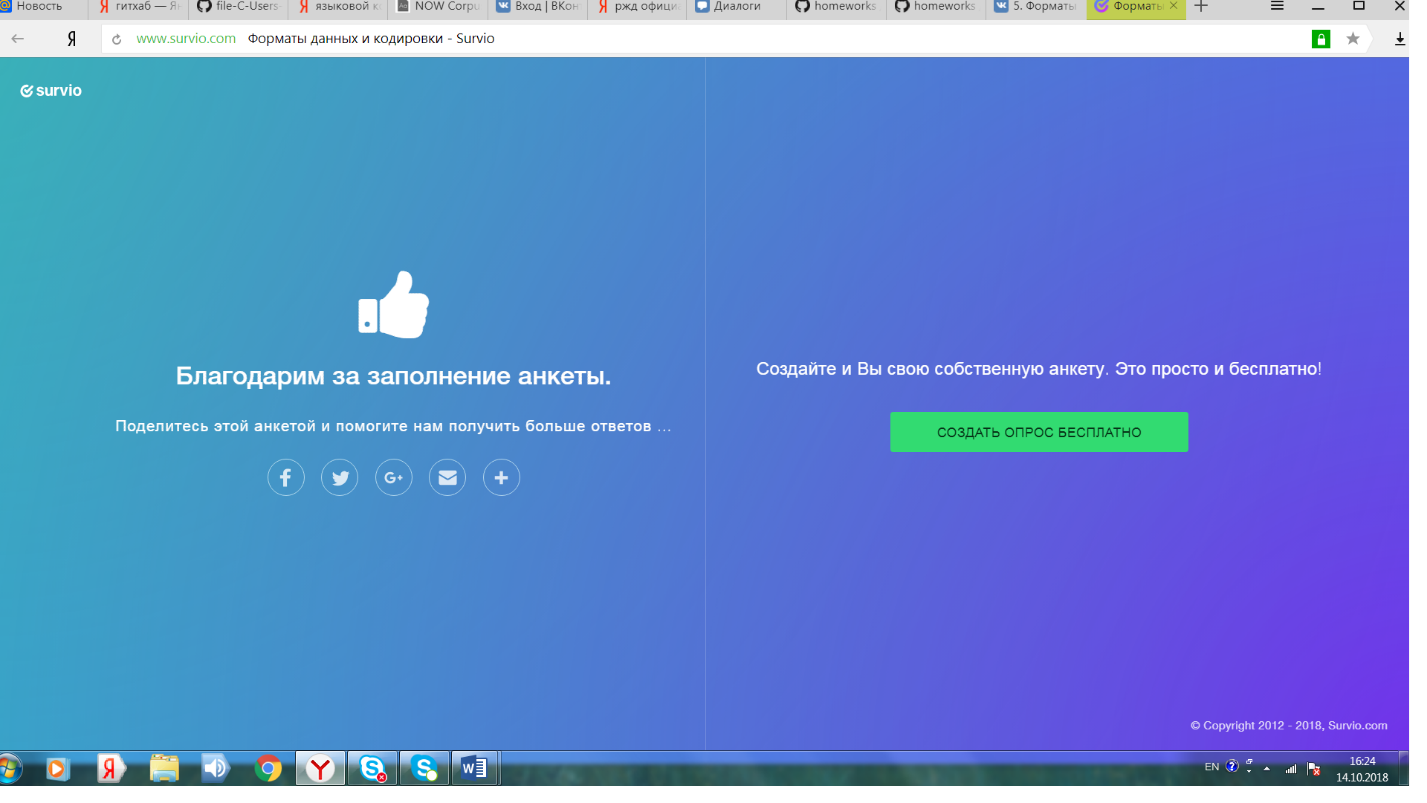 Новость
гитхаб — Ян
file-C-Users-
языковой к
NOW Corpu
Вход | ВКон
ржд официа
Диалоги
homeworks
homeworks
5. Форматы
Форматы
www.survio.com Форматы данных и кодировки - Survio
survio
Благодарим за заполнение анкеты.
Поделитесь этой анкетой и помогите нам получить больше ответов ...
Создайте и Вы свою собственную анкету. Это просто и бесплатно!
СОЗДАТЬ ОПРОС БЕСПЛАТНО
© Copyright 2012 - 2018, Survio.com
EN
16:24
14.10.2018